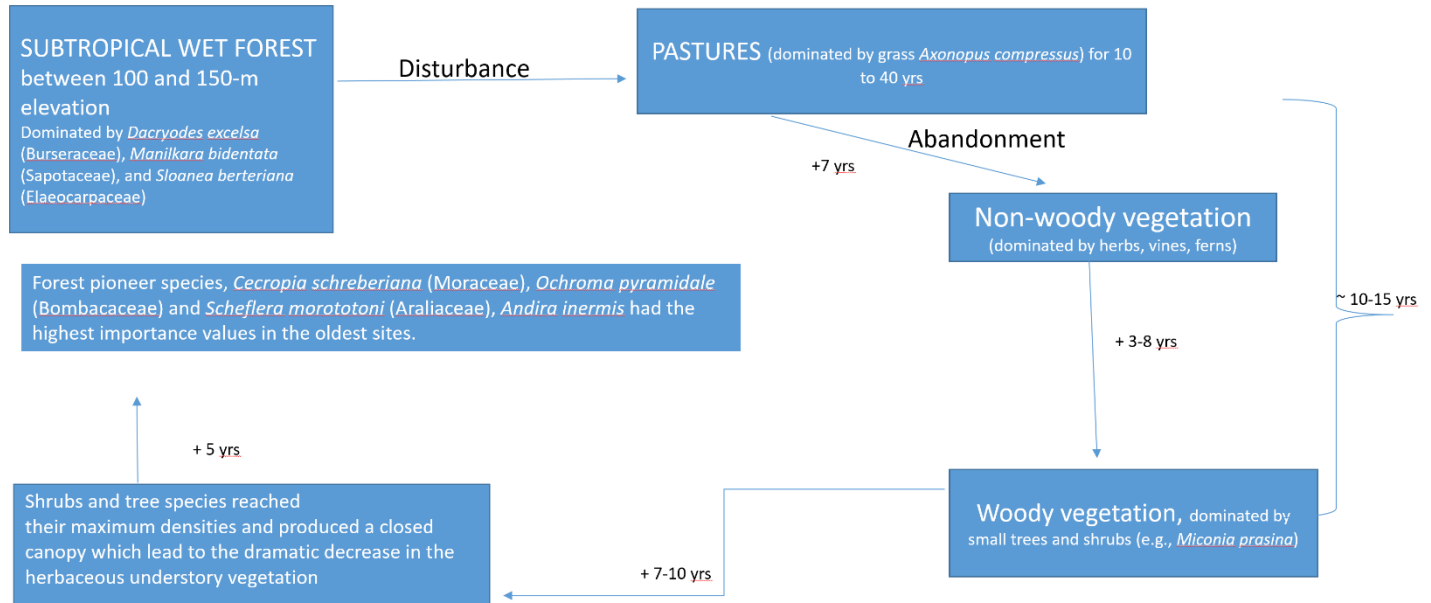 SUBTROPICAL WET FOREST
between 100 and 150-m
elevation
Dominated by Dacryodes excelsa
(Burseraceae), Manilkara bidentata
(Sapotaceae), and Sloanea berteriana
(Elaeocarpaceae)
Disturbance
PASTURES (dominated by grass Axonopus compressus) for 10
to 40 yrs
Abandonment
+7 yrs
Non-woody vegetation
(dominated by herbs, vines, ferns)
~ 10-15 yrs
+ 3-8 yrs
Woody vegetation, dominated by
small trees and shrubs (e.g., Miconia prasina)
+ 7-10 yrs
Shrubs and tree species reached
their maximum densities and produced a closed
canopy which lead to the dramatic decrease in the
herbaceous understory vegetation
+ 5 yrs
Forest pioneer species, Cecropia schreberiana (Moraceae), Ochroma pyramidale
(Bombacaceae) and Scheflera morototoni (Araliaceae), Andira inermis had the
highest importance values in the oldest sites.